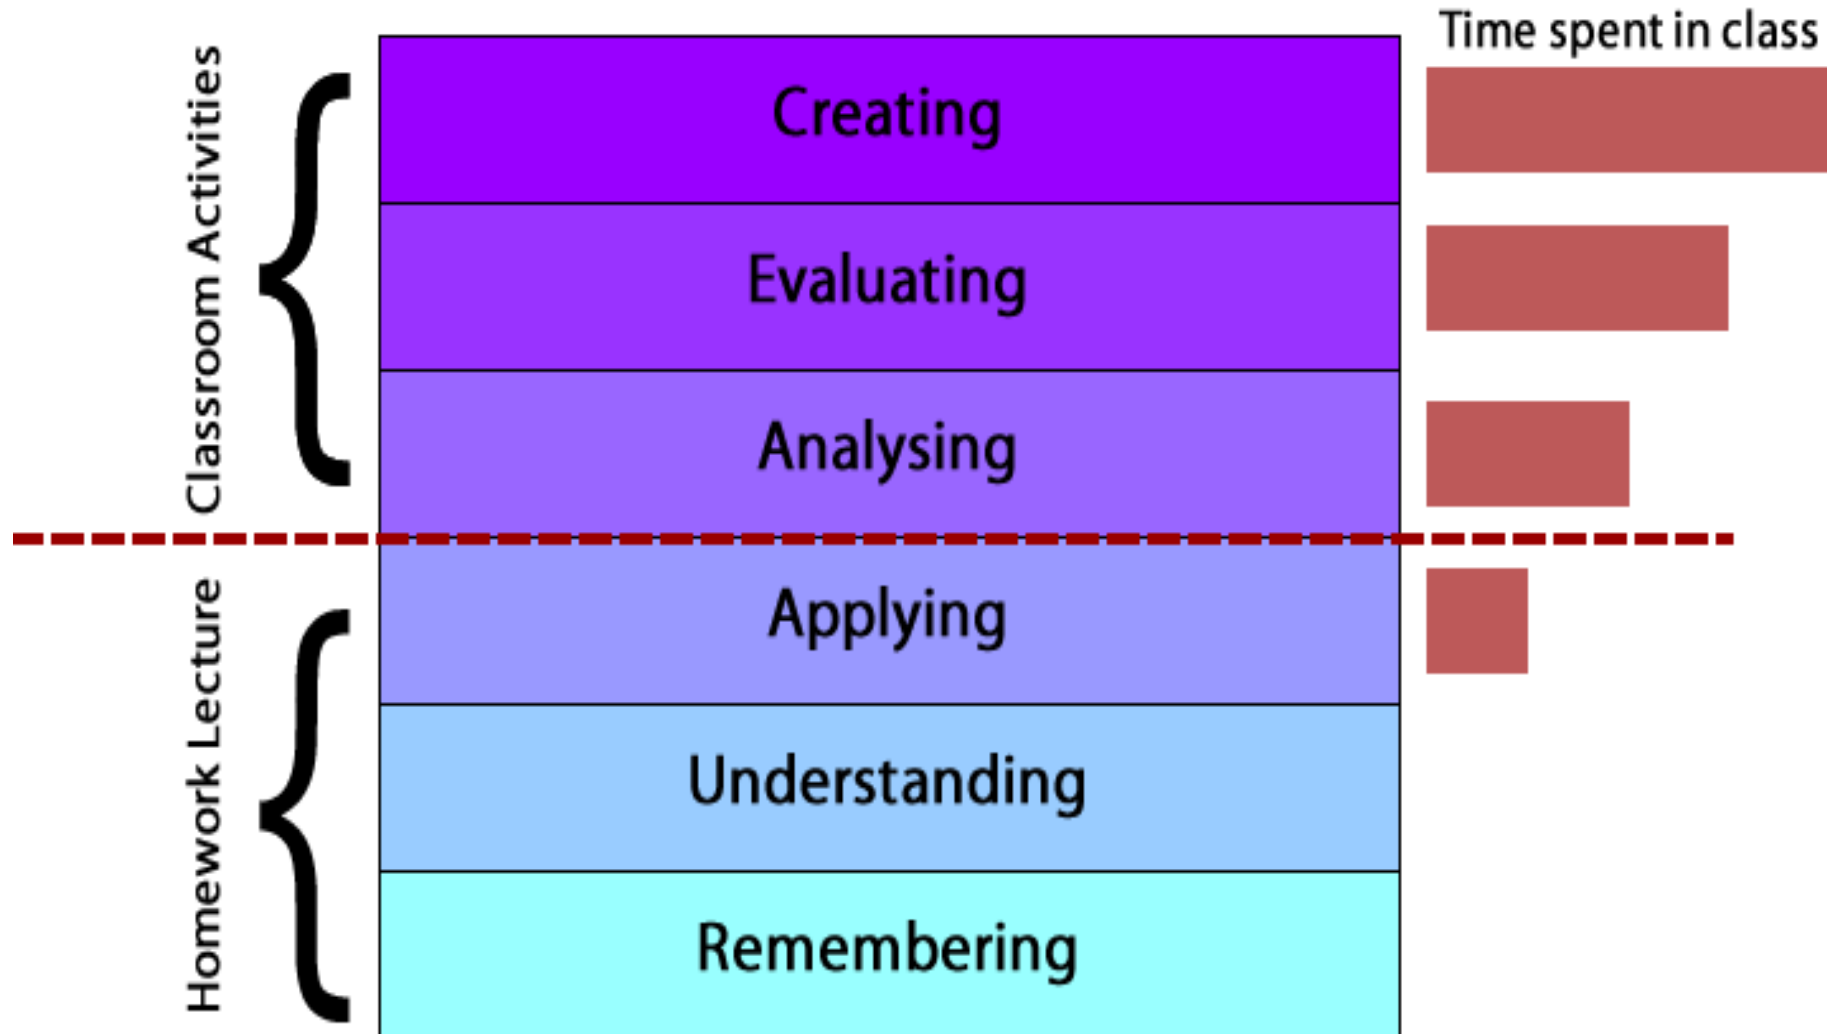 Time spent in class
Classroom Activities
Creating
Evaluating
Analysing
Homework Lecture
Applying
Understanding
Remembering